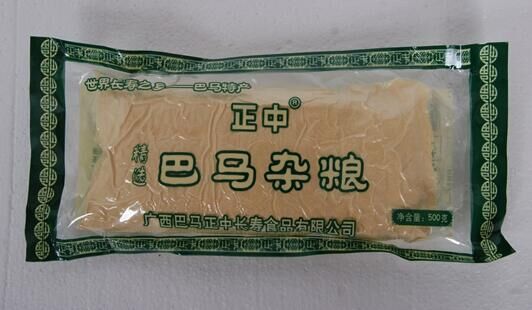 世界长寿之乡——巴马特产
正中®
精选
巴马杂粮
净含量:500克
广西巴马正中长寿食品有限公司